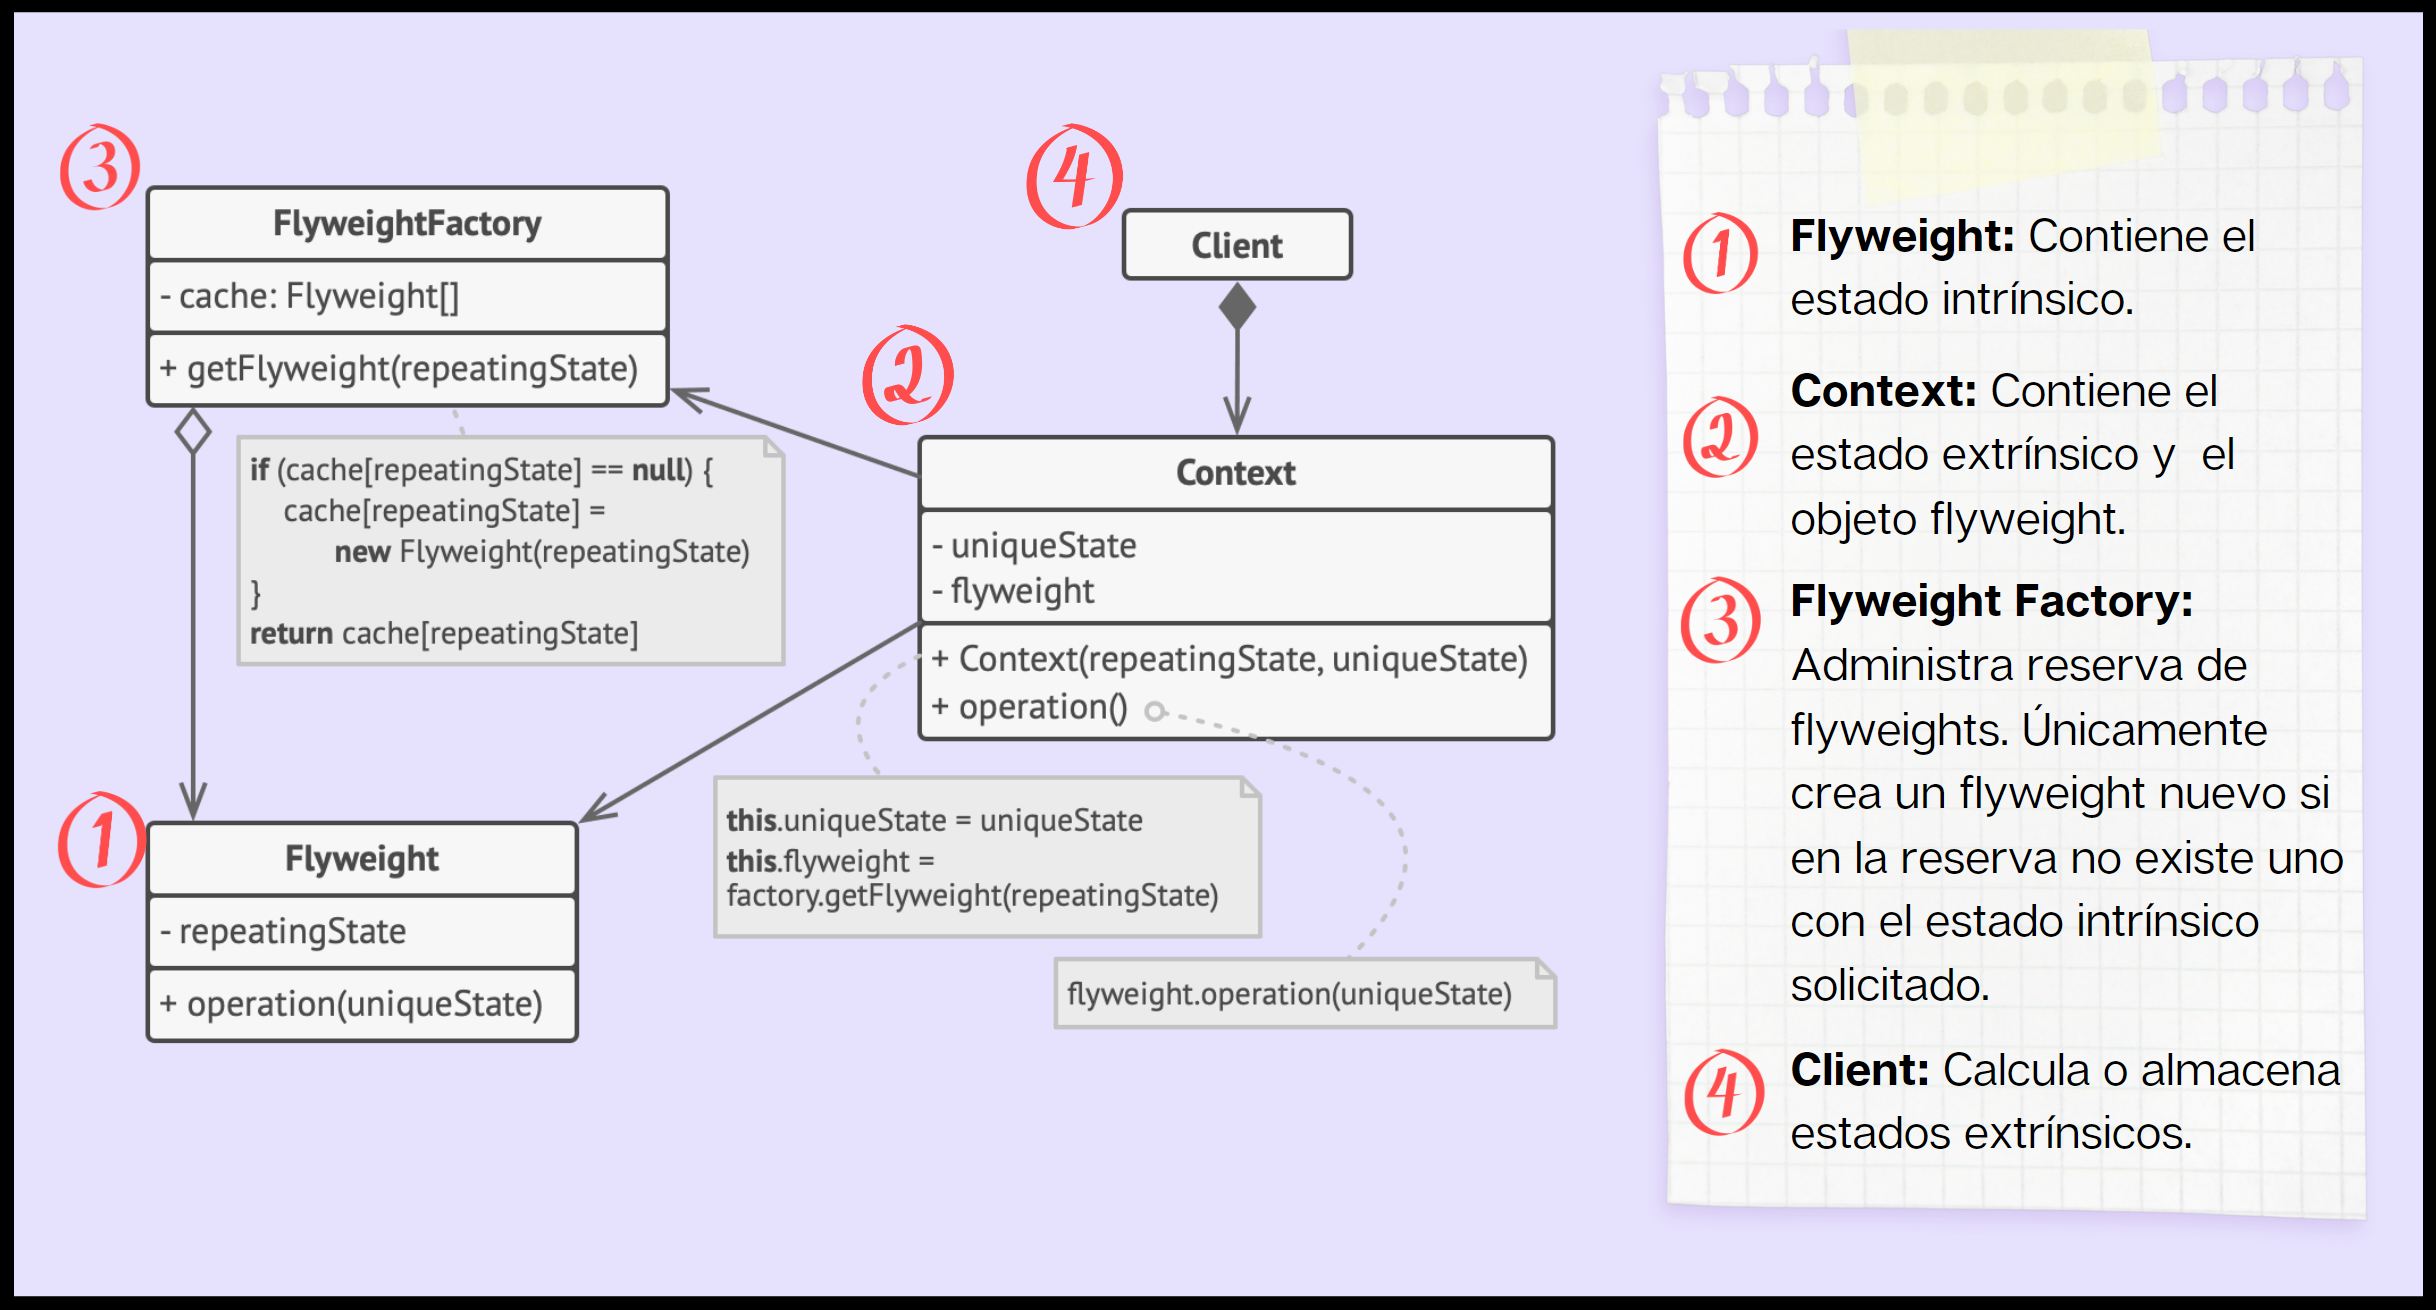 3
FlyweightFactory
- cache: Flyweight[]
+ getFlyweight(repeatingState)
if (cache[repeatingState] == null) {
cache[repeatingState] =
new Flyweight(repeatingState)
}
return cache[repeatingState]
1
Flyweight
- repeatingState
+ operation(uniqueState)
4
Client
2
Context
- uniqueState
- flyweight
+ Context(repeatingState, uniqueState)
+ operation()
this.uniqueState = uniqueState
this.flyweight =
factory.getFlyweight(repeatingState)
flyweight.operation(uniqueState)
1
Flyweight: Contiene el
estado intrínsico.
2
Context: Contiene el
estado extrínsico y el
objeto flyweight.
3
Flyweight Factory:
Administra reserva de
flyweights. Únicamente
crea un flyweight nuevo si
en la reserva no existe uno
con el estado intrínsico
solicitado.
4
Client: Calcula o almacena
estados extrínsicos.